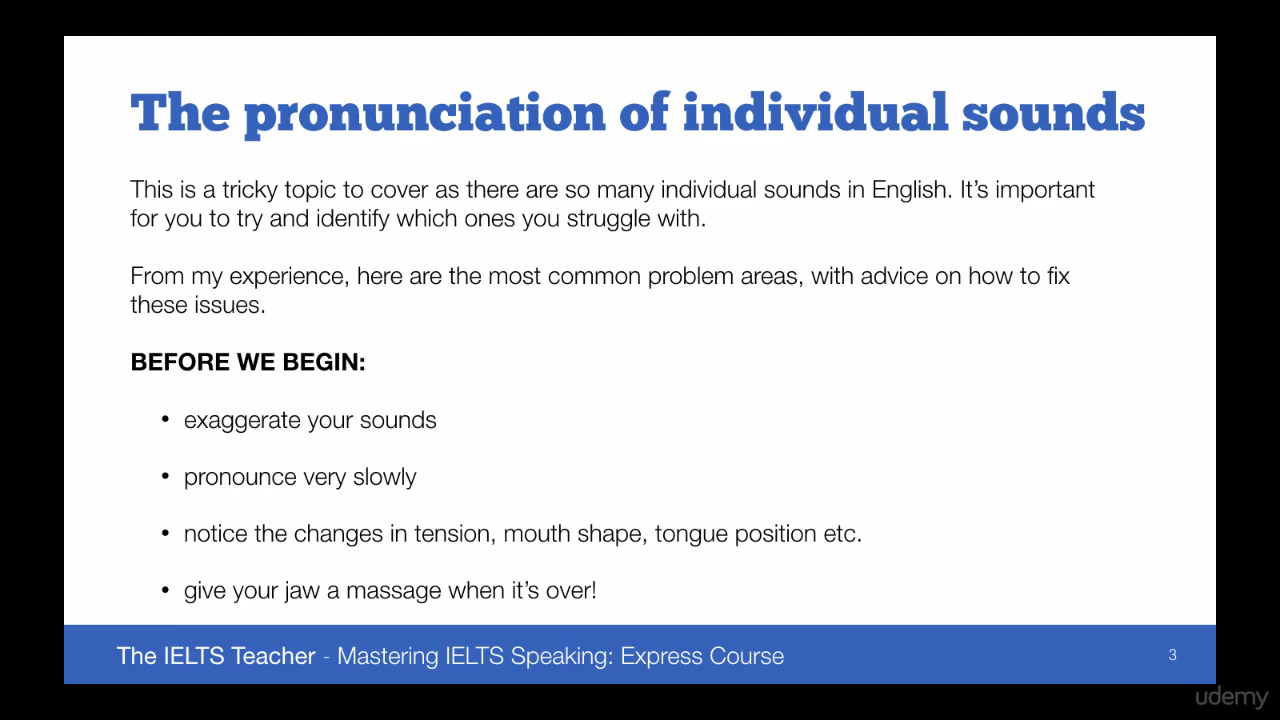 The pronunciation of individual sounds
This is a tricky topic to cover as there are so many individual sounds in English. It’s important
for you to try and identify which ones you struggle with.
From my experience, here are the most common problem areas, with advice on how to fix
these issues.
BEFORE WE BEGIN:
• exaggerate your sounds
• pronounce very slowly
• notice the changes in tension, mouth shape, tongue position etc.
• give your jaw a massage when it’s over!
The IELTS Teacher - Mastering IELTS Speaking: Express Course
3
udemy